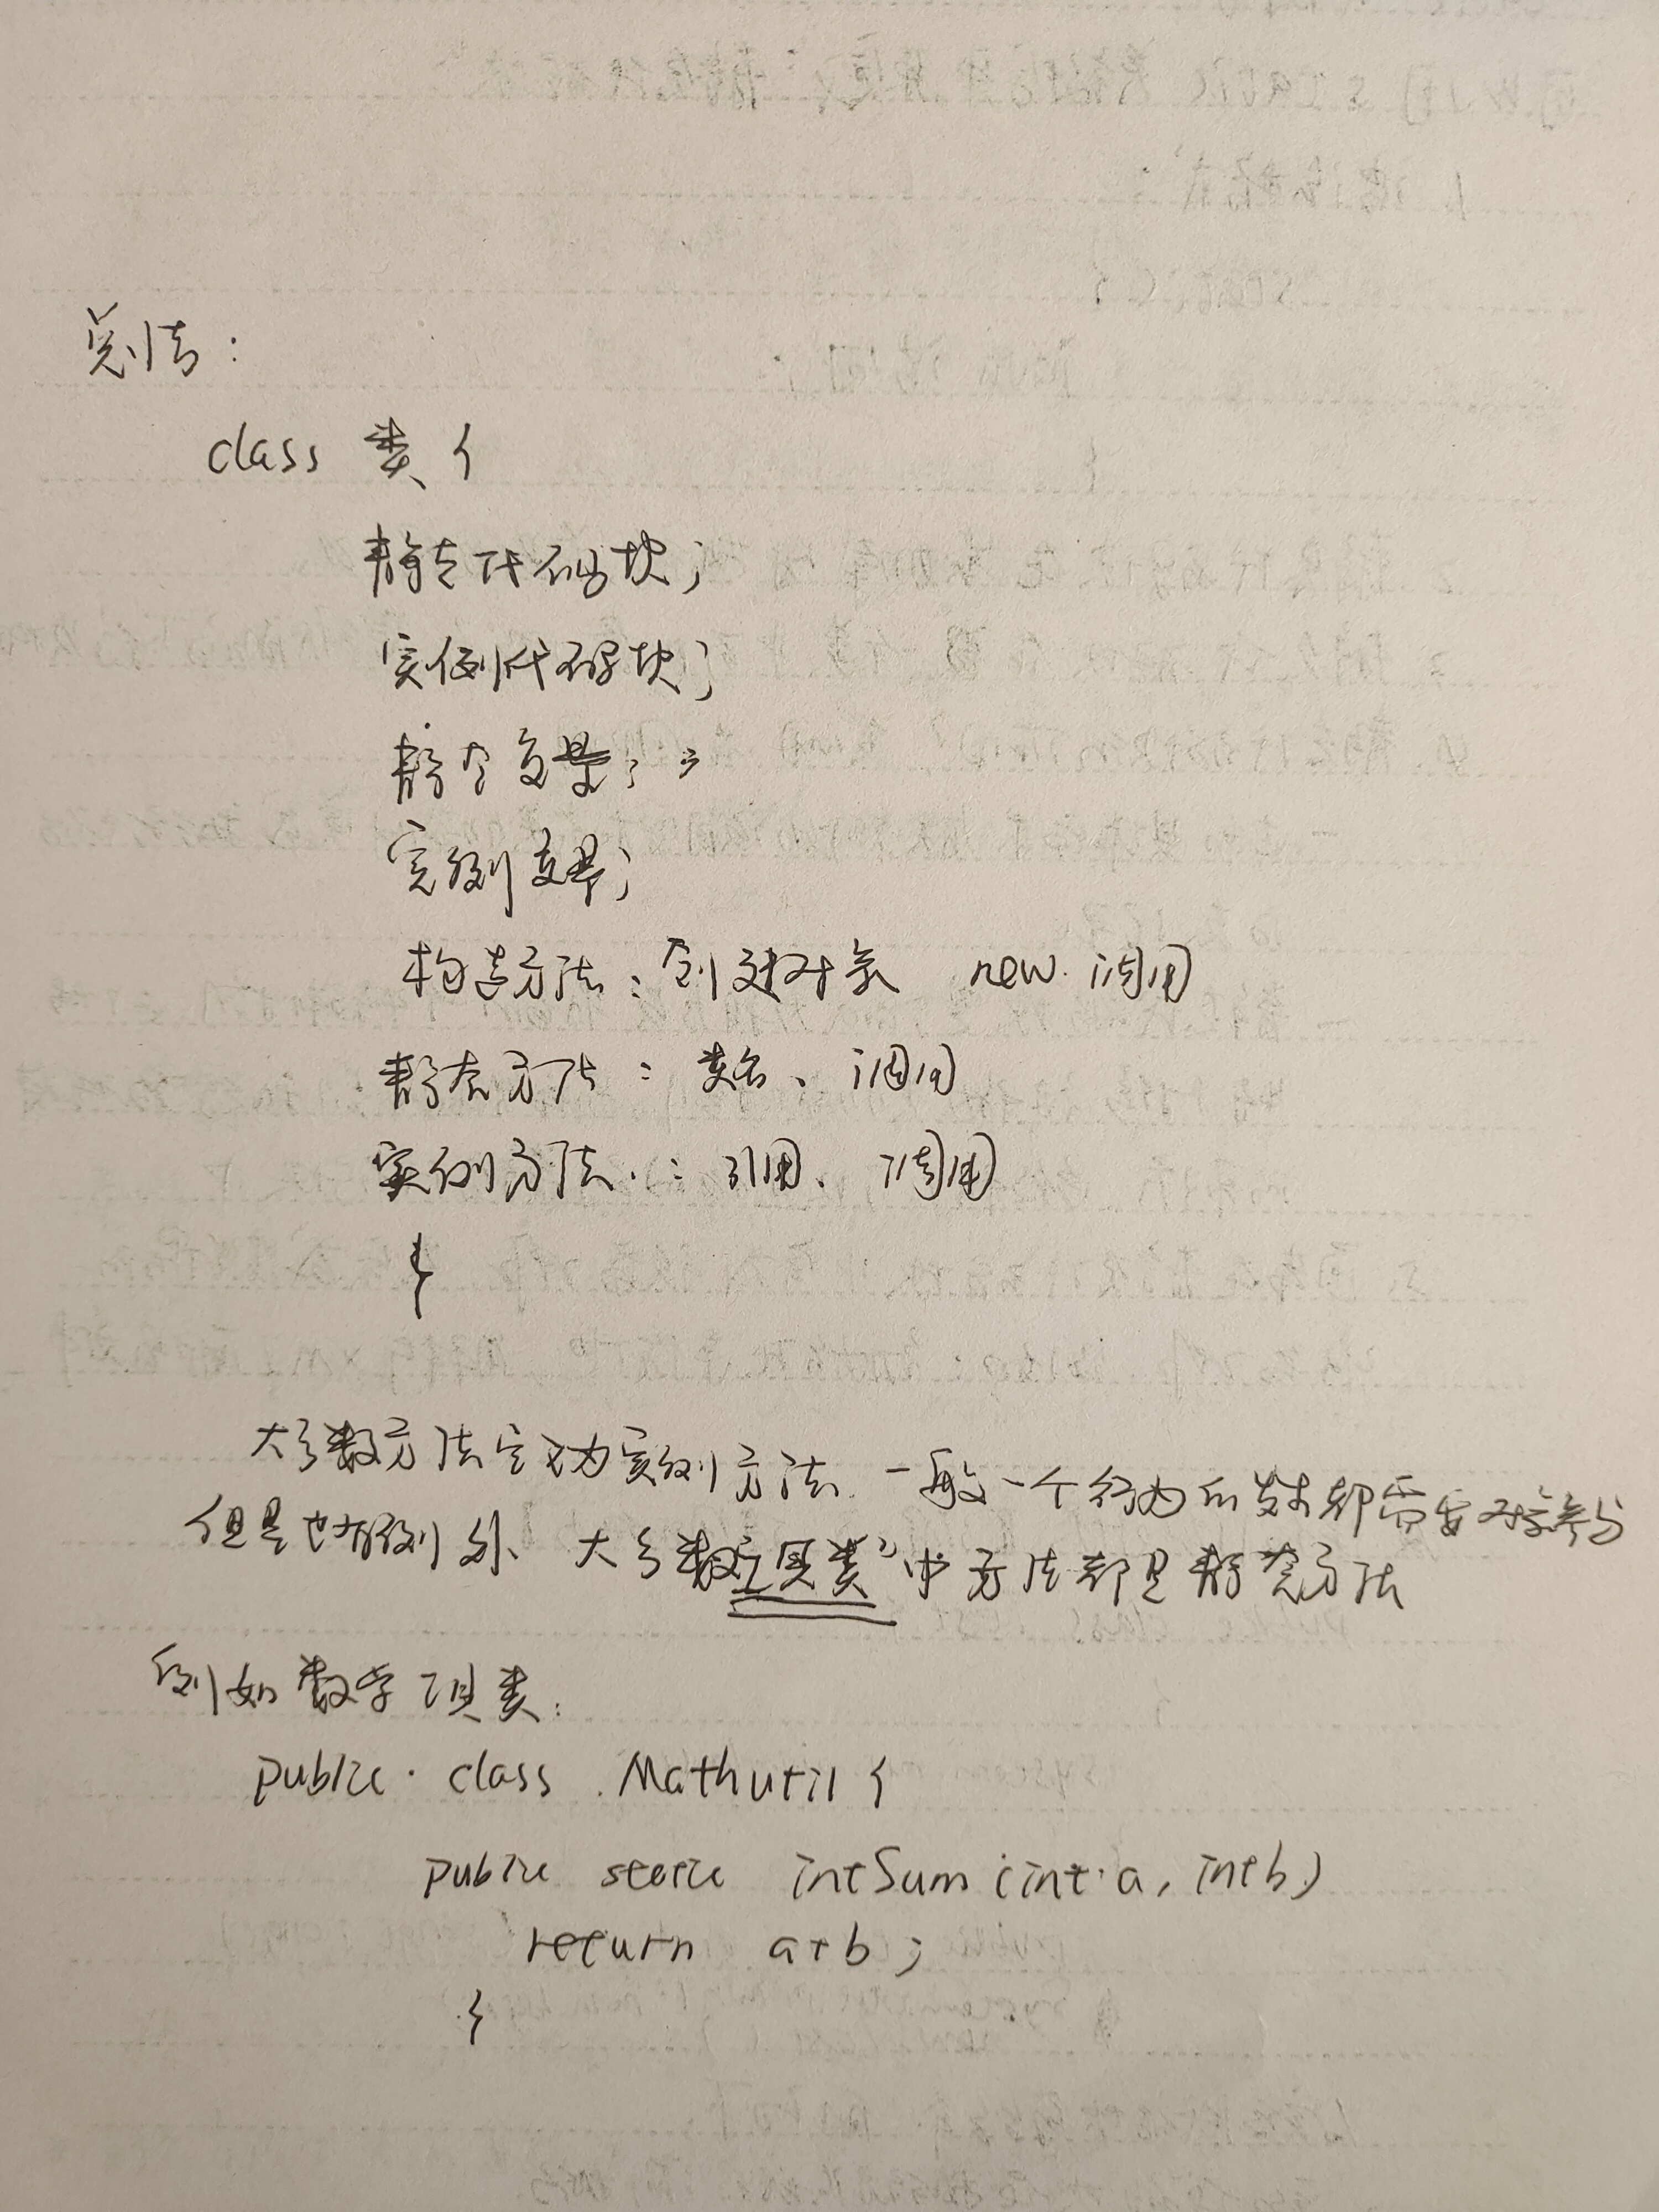 总结：
class 类 {
静态代码块；
实例代码块；
静态变量；
实例变量；
构造方法：创建对象 new 调用
静态方法：类名、调用
实例方法：引用、调用
}
大多数方法定义为实例方法 一般一个行为的发生都需要对象参与
但是也有例外、大多数"工具类"中方法都是静态方法
例如数学工具类：
public class Mathutil {
public static intSum (int a, int b)
return a+b ;
}